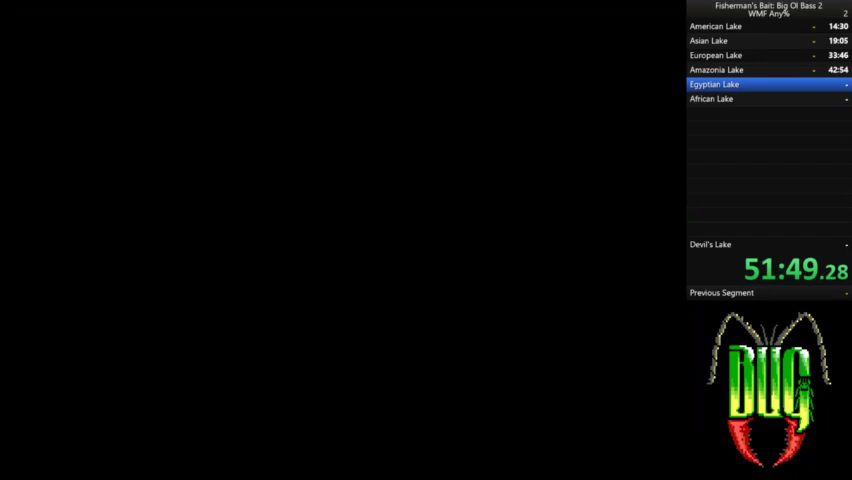 Fisherman's Bait: Big Ol Bass 2
WMF Any% 2
American Lake - 14:30
Asian Lake - 19:05
European Lake - 33:46
Amazonia Lake - 42:54
Egyptian Lake -
African Lake -
Devil's Lake -
51:49.28
Previous Segment -
BUG